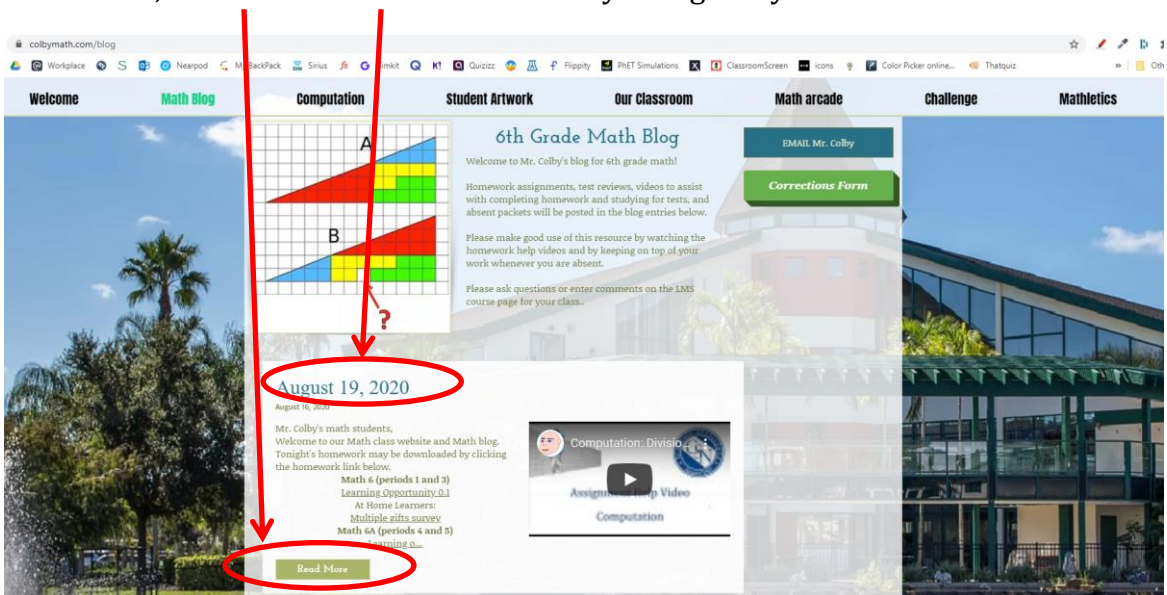 colbymath.com/blog
Workplace S Nearpod MyBackPack Sirius Gimkit K! Quizizz Flippity PhET Simulations ClassroomScreen icons Color Picker online... Thatquiz » Oth
Welcome Math Blog Computation Student Artwork Our Classroom Math arcade Challenge Mathletics
A
B
?
6th Grade Math Blog
Welcome to Mr. Colby's blog for 6th grade math!
Homework assignments, test reviews, videos to assist
with completing homework and studying for tests, and
absent packets will be posted in the blog entries below.
Please make good use of this resource by watching the
homework help videos and by keeping on top of your
work whenever you are absent.
Please ask questions or enter comments on the LMS
course page for your class..
EMAIL Mr. Colby
Corrections Form
August 19, 2020
August 16, 2020
Mr. Colby's math students,
Welcome to our Math class website and Math blog.
Tonight's homework may be downloaded by clicking
the homework link below.
Math 6 (periods 1 and 3)
Learning Opportunity 0.1
At Home Learners:
Multiple gifts survey
Math 6A (periods 4 and 5)
Learning o...
Read More
Computation: Divisio...
Assignment Help Video
Computation